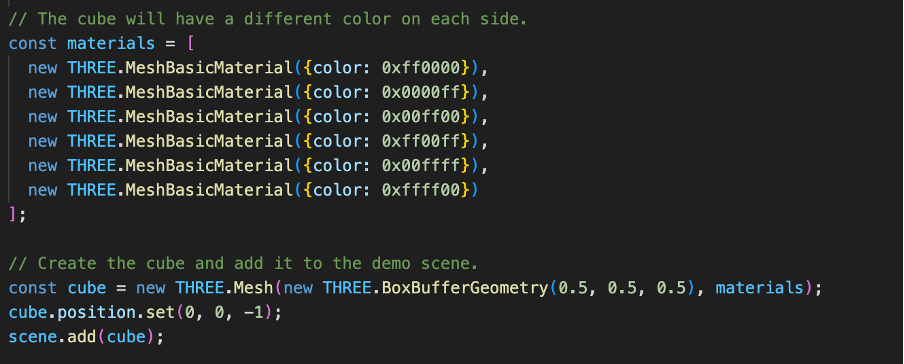 // The cube will have a different color on each side.
const materials = [
  new THREE.MeshBasicMaterial({color: 0xff0000}),
  new THREE.MeshBasicMaterial({color: 0x0000ff}),
  new THREE.MeshBasicMaterial({color: 0x00ff00}),
  new THREE.MeshBasicMaterial({color: 0xff00ff}),
  new THREE.MeshBasicMaterial({color: 0x00ffff}),
  new THREE.MeshBasicMaterial({color: 0xffff00})
];
// Create the cube and add it to the demo scene.
const cube = new THREE.Mesh(new THREE.BoxBufferGeometry(0.5, 0.5, 0.5), materials);
cube.position.set(0, 0, -1);
scene.add(cube);